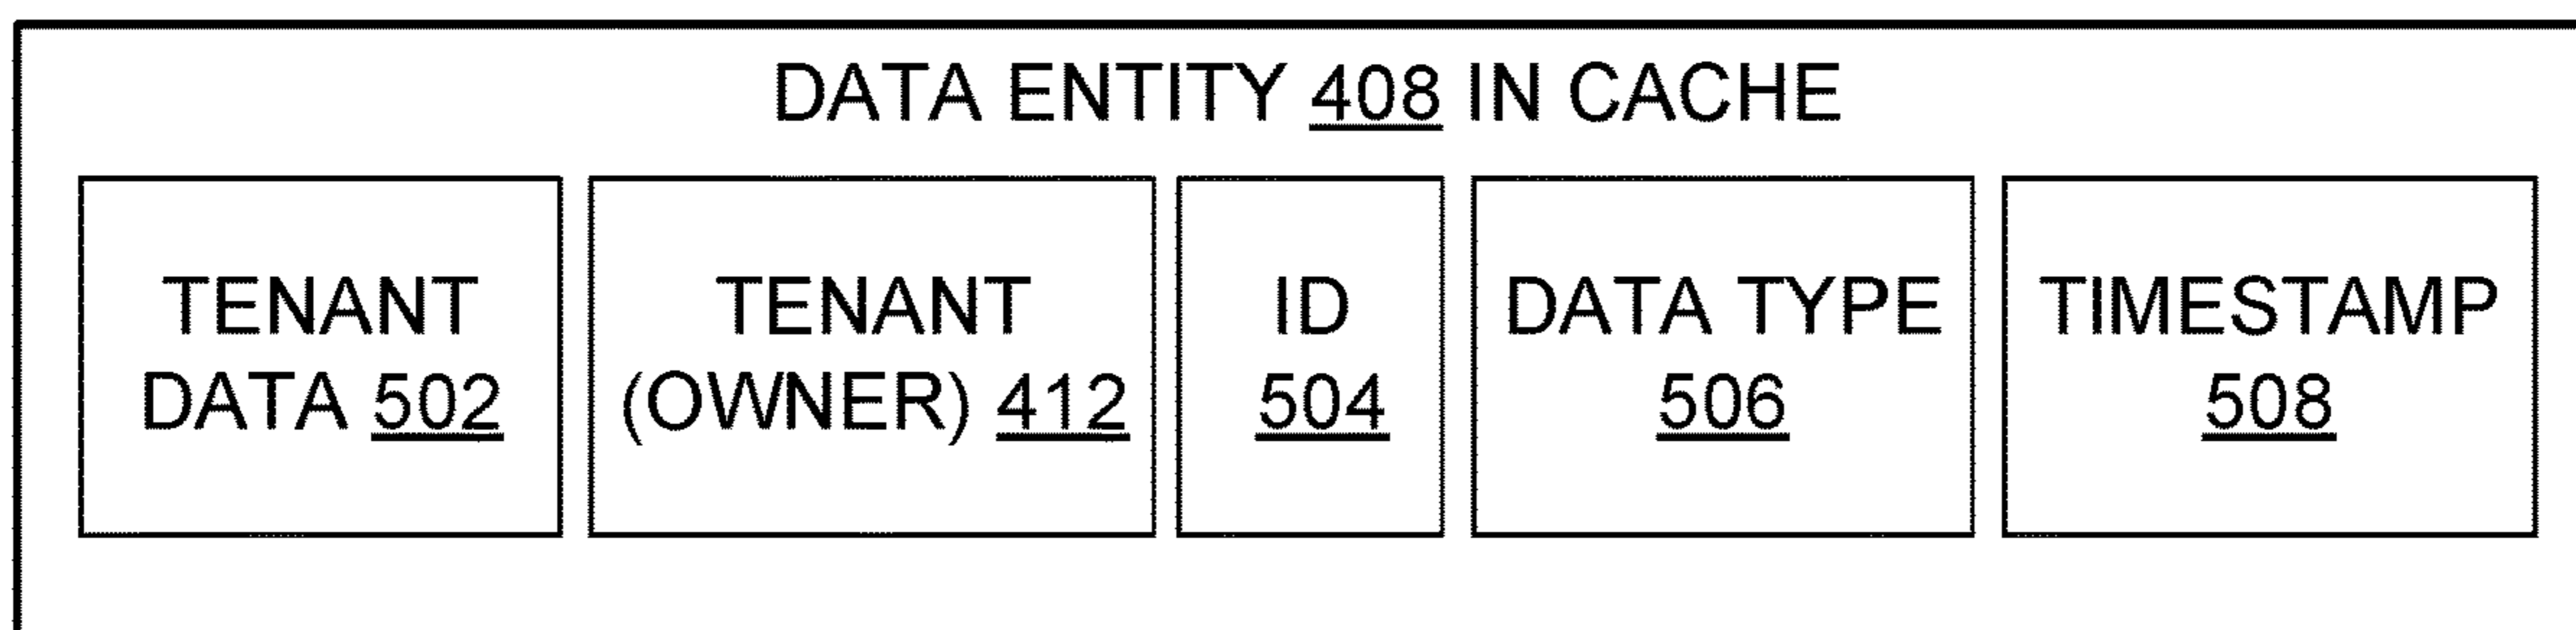 DATA ENTITY 408 IN CACHE
TENANT
DATA 502
TENANT
(OWNER) 412
ID
504
DATA TYPE
506
TIMESTAMP
508